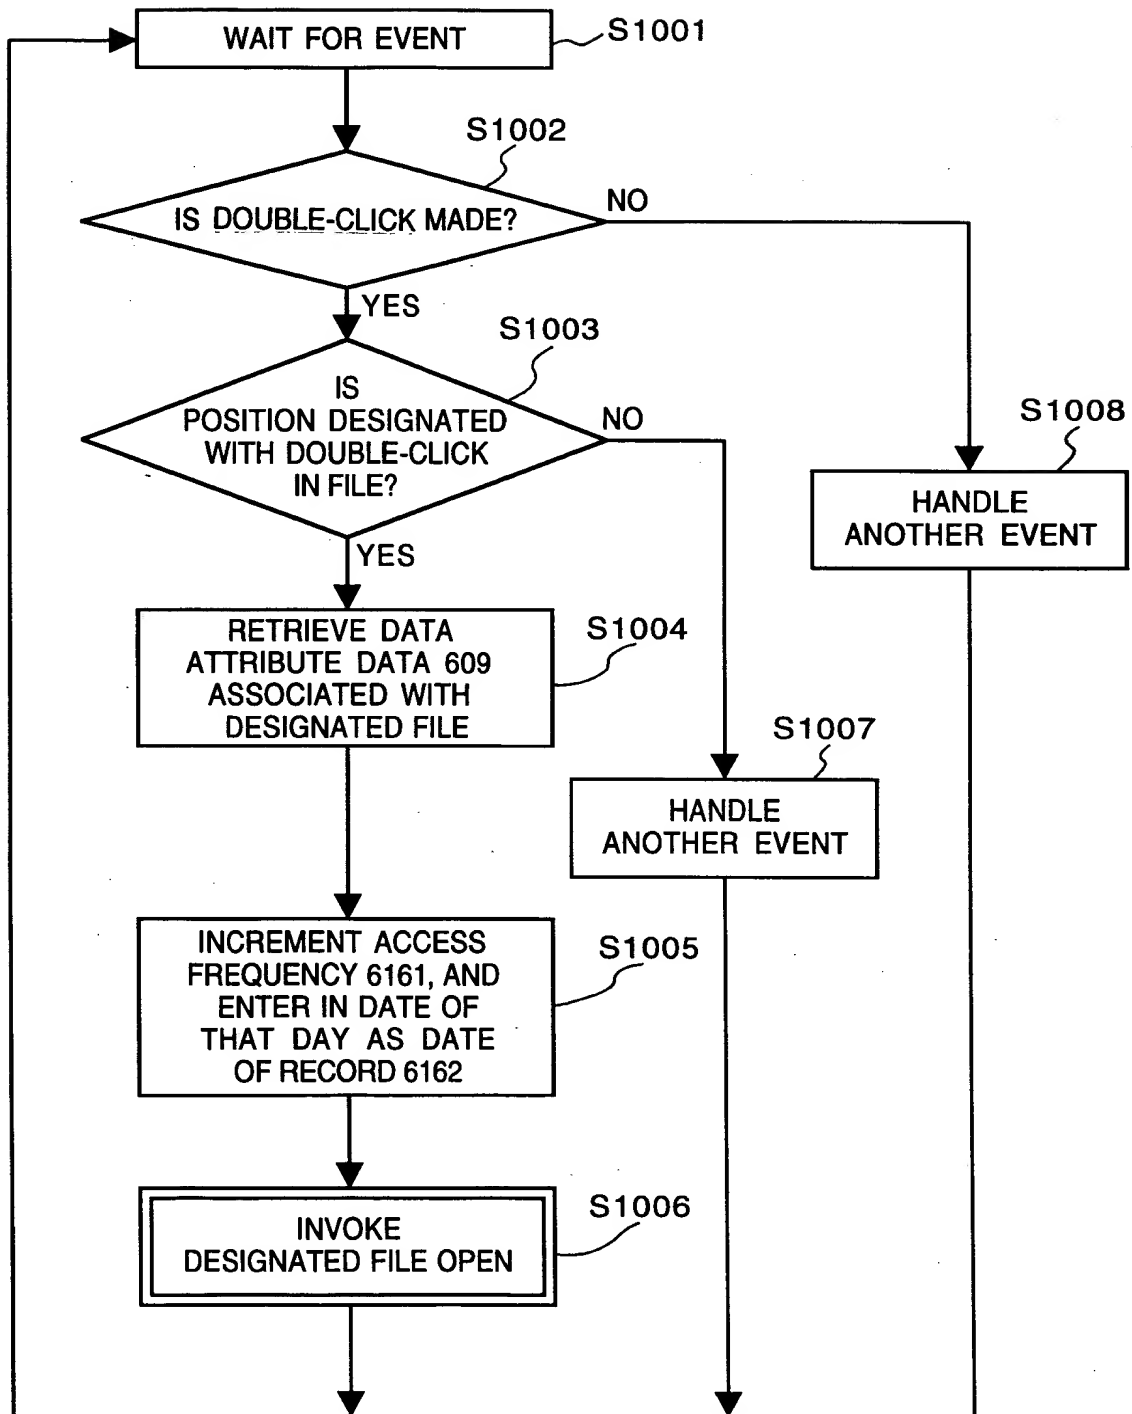 WAIT FOR EVENT
S1001
S1002
IS DOUBLE-CLICK MADE?
NO
YES
S1003
IS
POSITION DESIGNATED
WITH DOUBLE-CLICK
IN FILE?
NO
YES
S1008
HANDLE
ANOTHER EVENT
RETRIEVE DATA
ATTRIBUTE DATA 609
ASSOCIATED WITH
DESIGNATED FILE
S1004
S1007
HANDLE
ANOTHER EVENT
INCREMENT ACCESS
FREQUENCY 6161, AND
ENTER IN DATE OF
THAT DAY AS DATE
OF RECORD 6162
S1005
INVOKE
DESIGNATED FILE OPEN
S1006